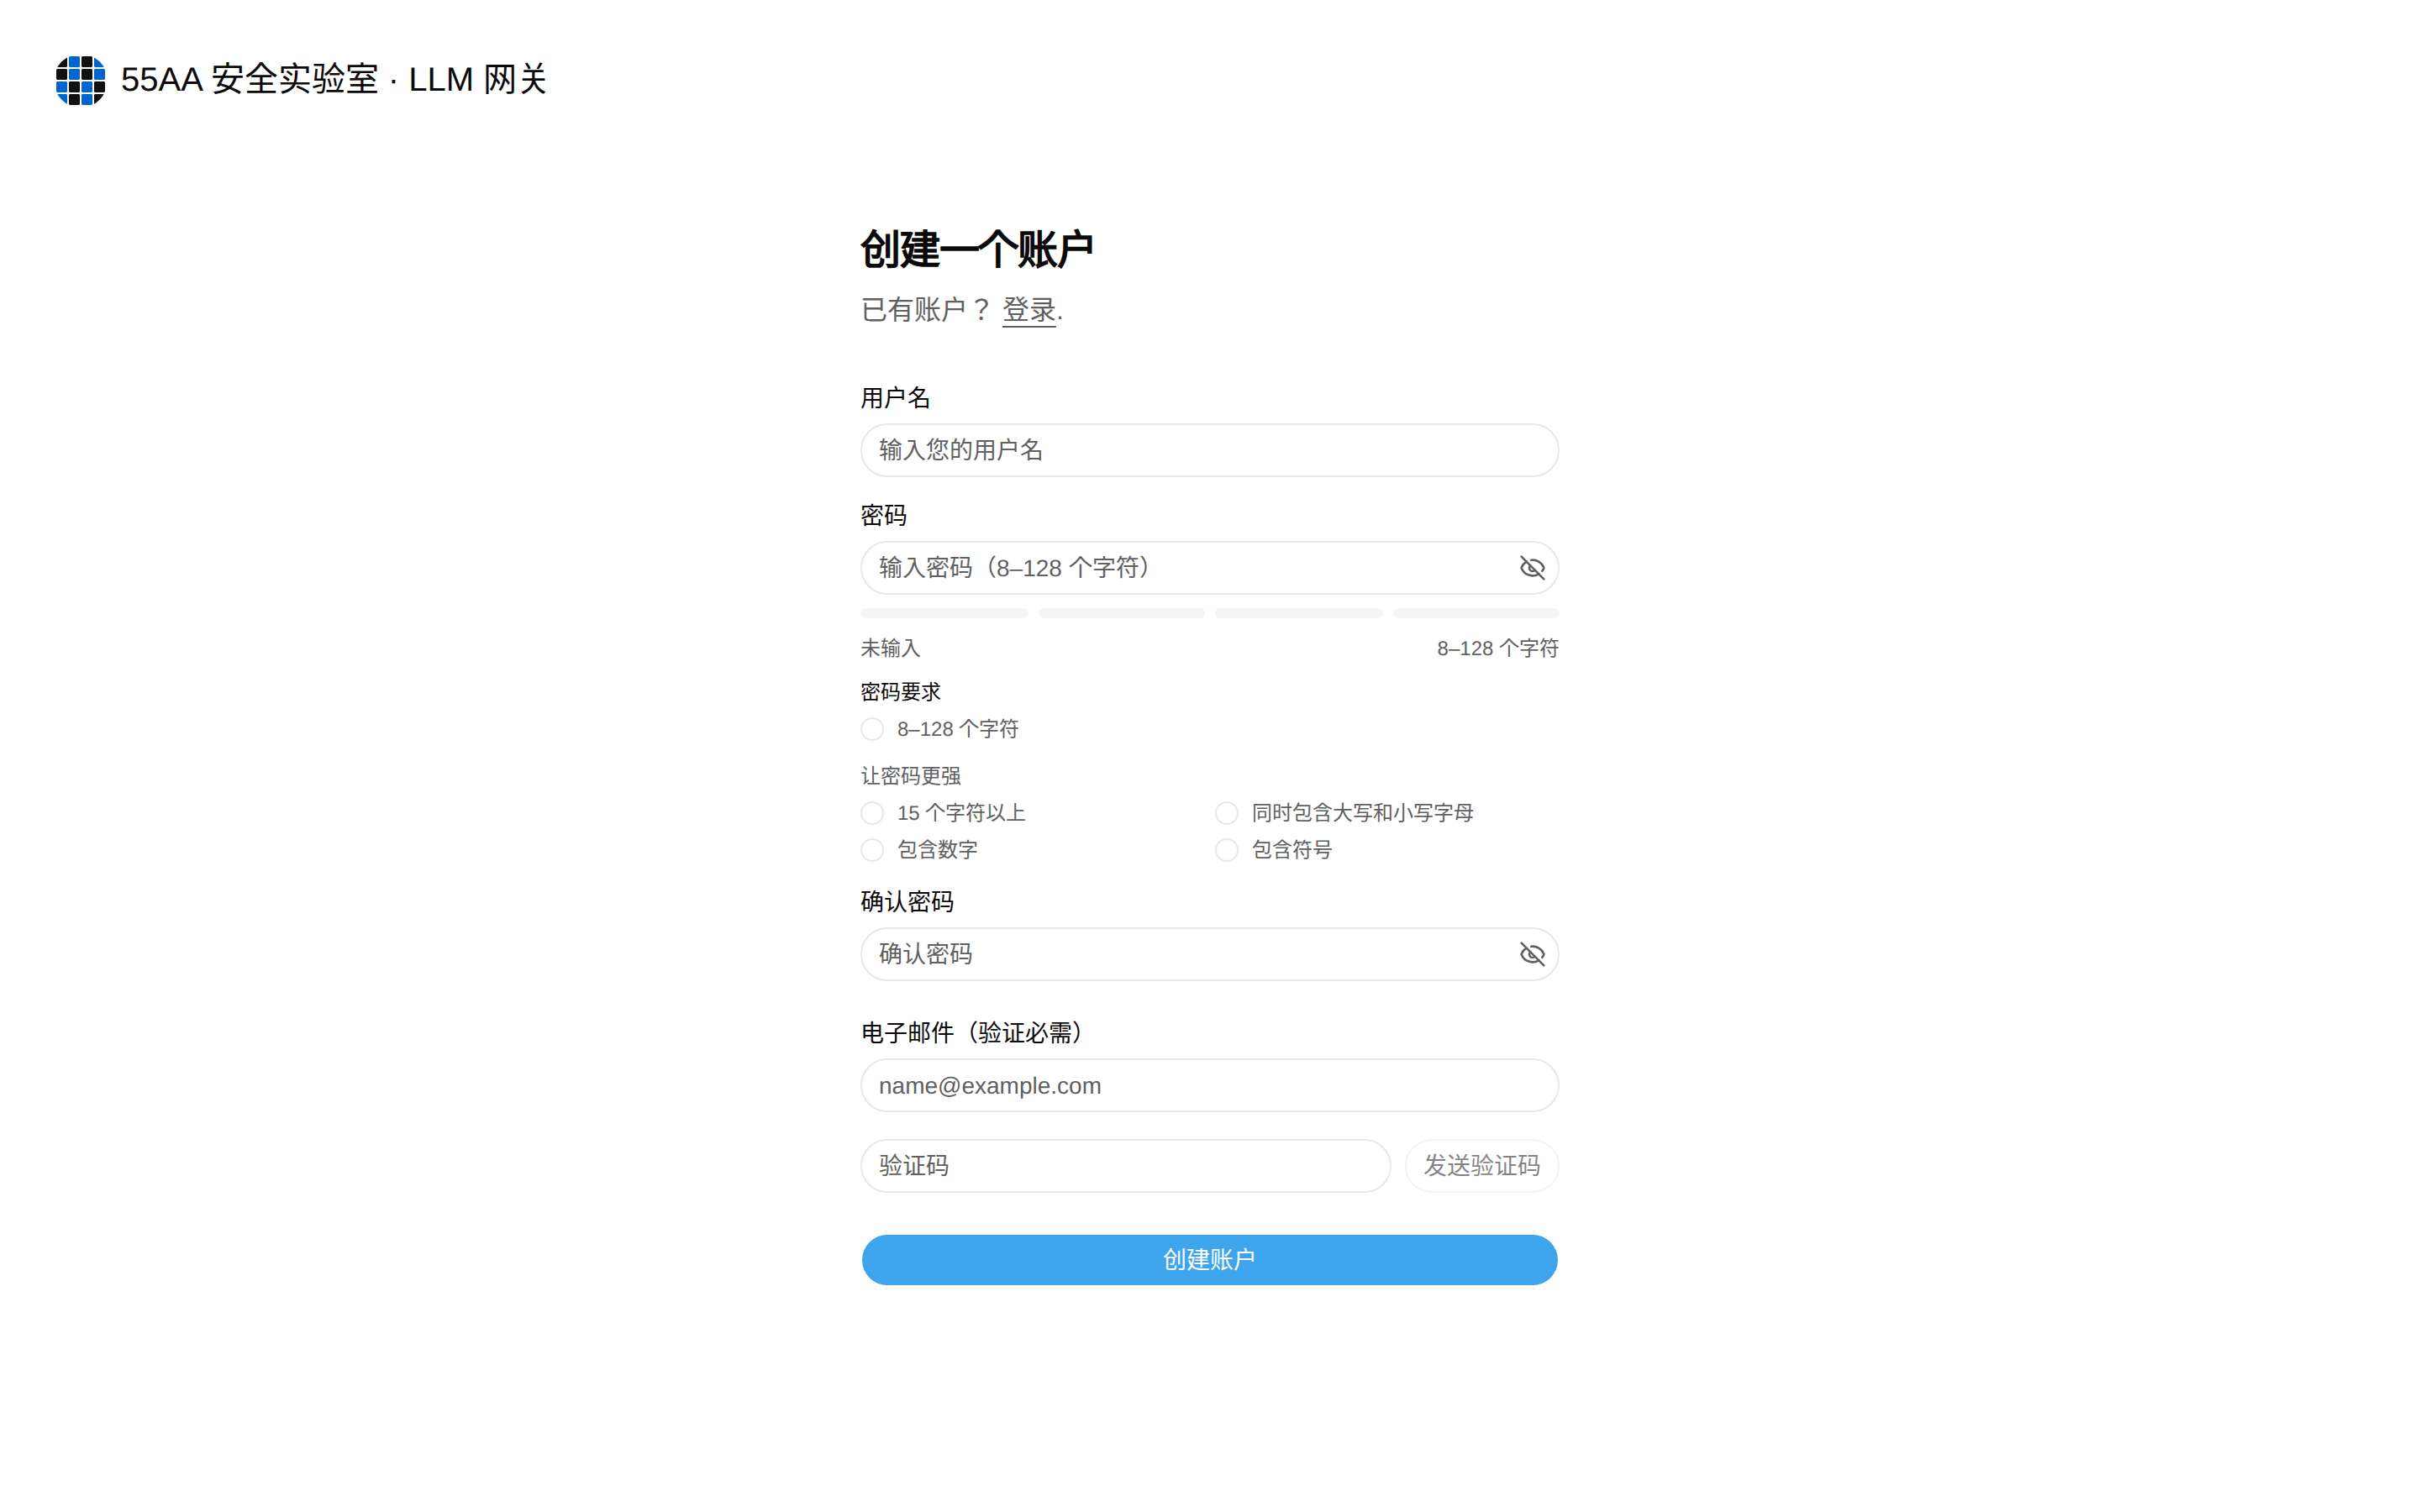 55AA 安全实验室 · LLM 网关
创建一个账户
已有账户？ 登录.
用户名
输入您的用户名
密码
输入密码（8–128 个字符）
未输入 8–128 个字符
密码要求
8–128 个字符
让密码更强
15 个字符以上 同时包含大写和小写字母
包含数字 包含符号
确认密码
确认密码
电子邮件（验证必需）
name@example.com
验证码 发送验证码
创建账户